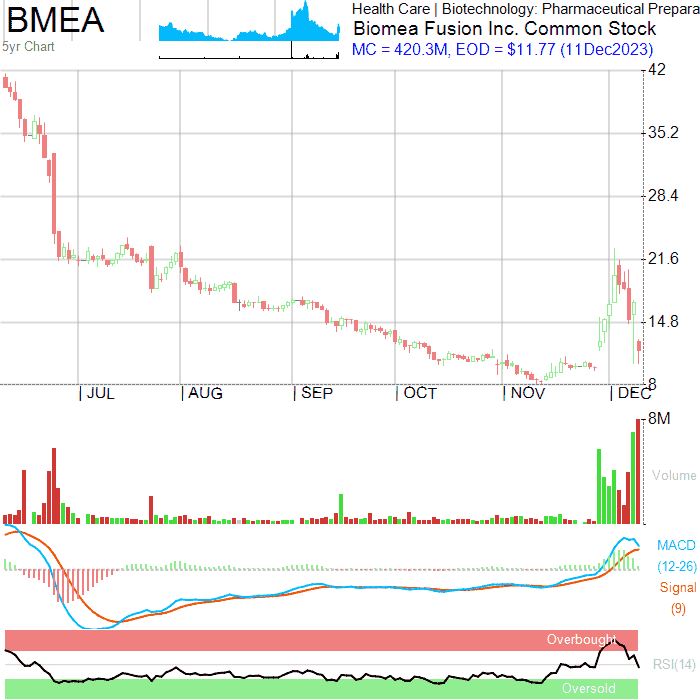 BMEA
5yr Chart
Health Care | Biotechnology: Pharmaceutical Prepara
Biomea Fusion Inc. Common Stock
MC = 420.3M, EOD = $11.77 (11Dec2023)
42
35.2
28.4
21.6
14.8
8
JUL
AUG
SEP
OCT
NOV
DEC
8M
Volume
MACD
(12-26)
Signal
(9)
Overbought
RSI(14)
Oversold